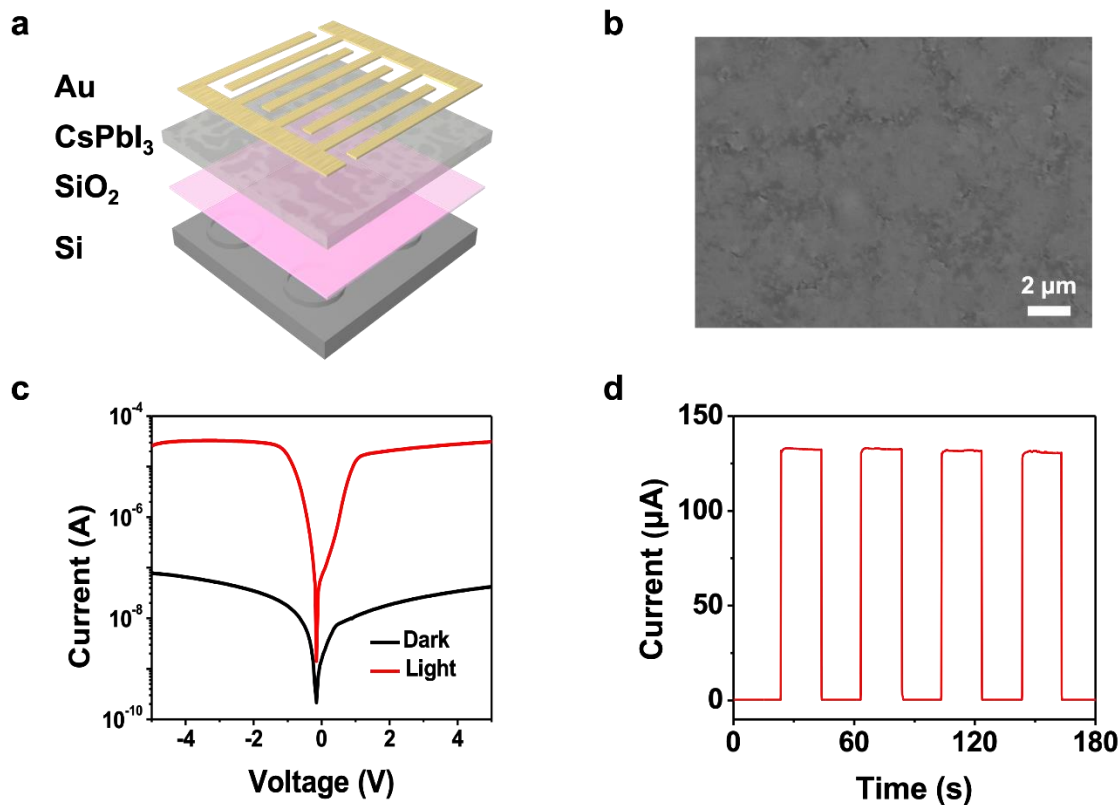 a
Au
CsPbI₃
SiO₂
Si
b
2 µm
c
10⁻⁴
10⁻⁶
10⁻⁸
10⁻¹⁰
Current (A)
Dark
Light
-4 -2 0 2 4
Voltage (V)
d
150
100
50
0
Current (µA)
0 60 120 180
Time (s)